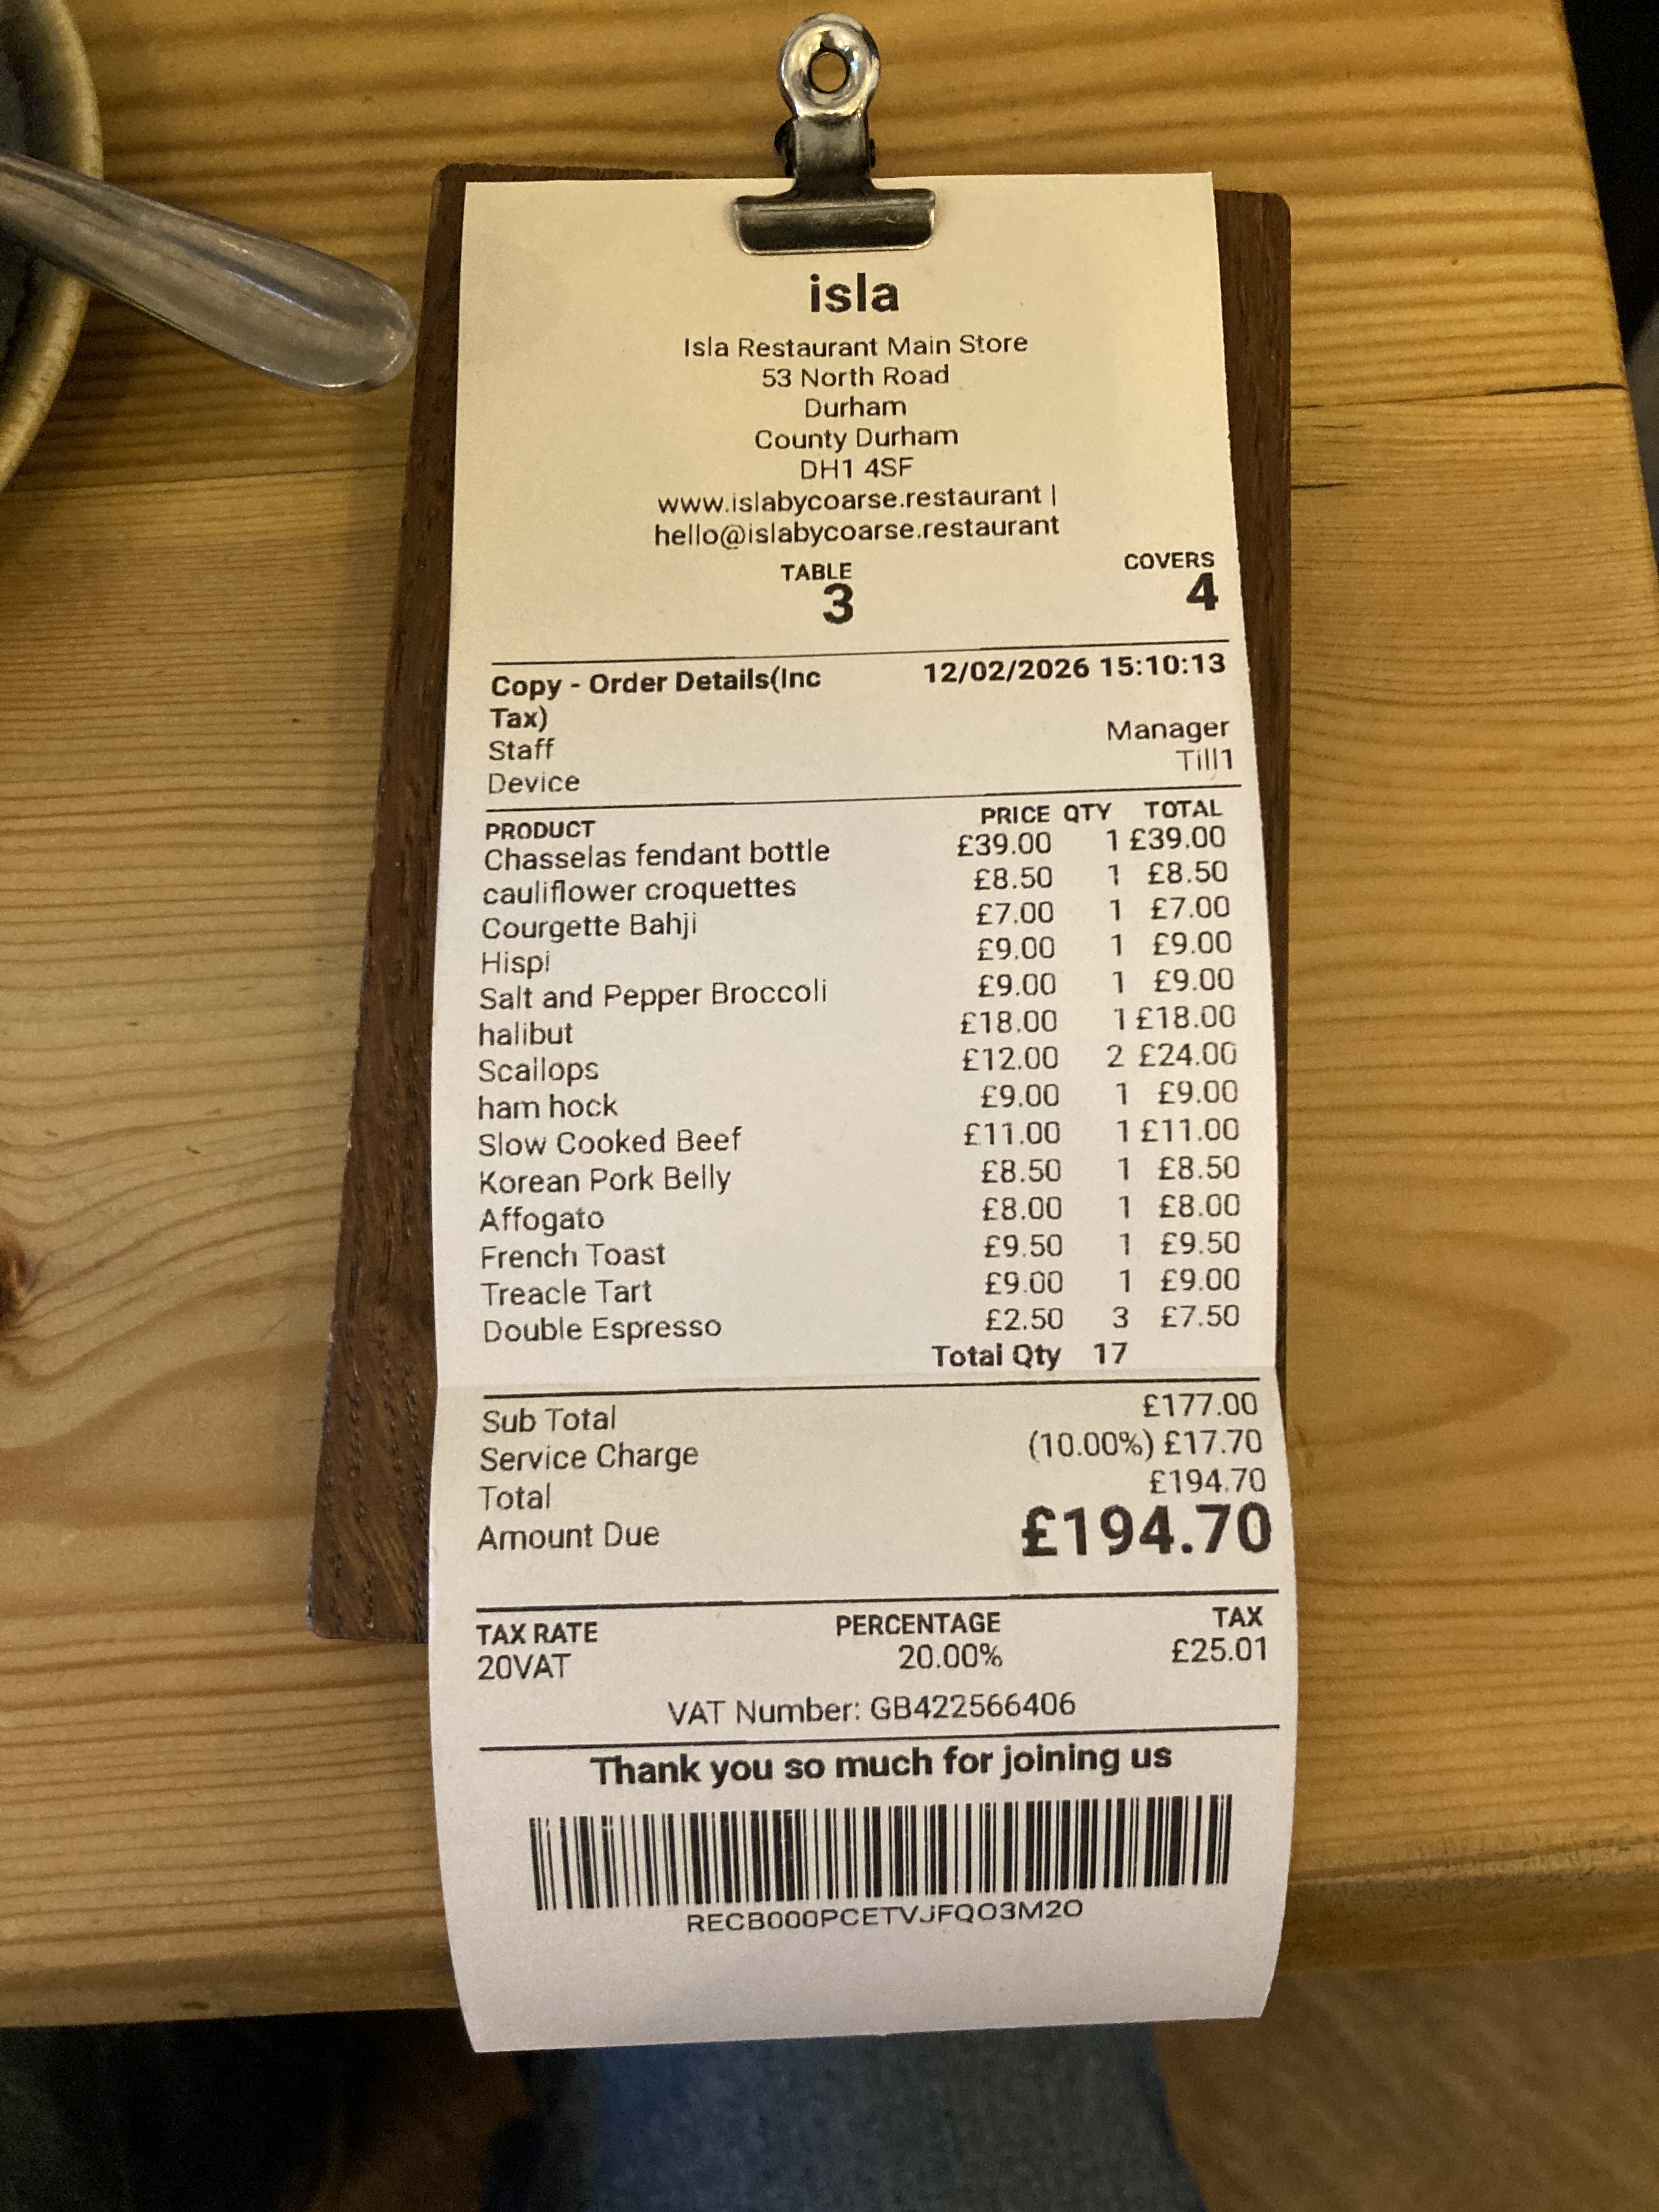 isla
Isla Restaurant Main Store
53 North Road
Durham
County Durham
DH1 4SF
www.islabycoarse.restaurant |
hello@islabycoarse.restaurant
TABLE COVERS
3 4
Copy - Order Details(Inc 12/02/2026 15:10:13
Tax)
Staff Manager
Device Till1
PRODUCT PRICE QTY TOTAL
Chasselas fendant bottle £39.00 1 £39.00
cauliflower croquettes £8.50 1 £8.50
Courgette Bahji £7.00 1 £7.00
Hispi £9.00 1 £9.00
Salt and Pepper Broccoli £9.00 1 £9.00
halibut £18.00 1 £18.00
Scallops £12.00 2 £24.00
ham hock £9.00 1 £9.00
Slow Cooked Beef £11.00 1 £11.00
Korean Pork Belly £8.50 1 £8.50
Affogato £8.00 1 £8.00
French Toast £9.50 1 £9.50
Treacle Tart £9.00 1 £9.00
Double Espresso £2.50 3 £7.50
Total Qty 17
Sub Total £177.00
Service Charge (10.00%) £17.70
Total £194.70
Amount Due £194.70
TAX RATE PERCENTAGE TAX
20VAT 20.00% £25.01
VAT Number: GB422566406
Thank you so much for joining us
RECB000PCETVJFQO3M2O